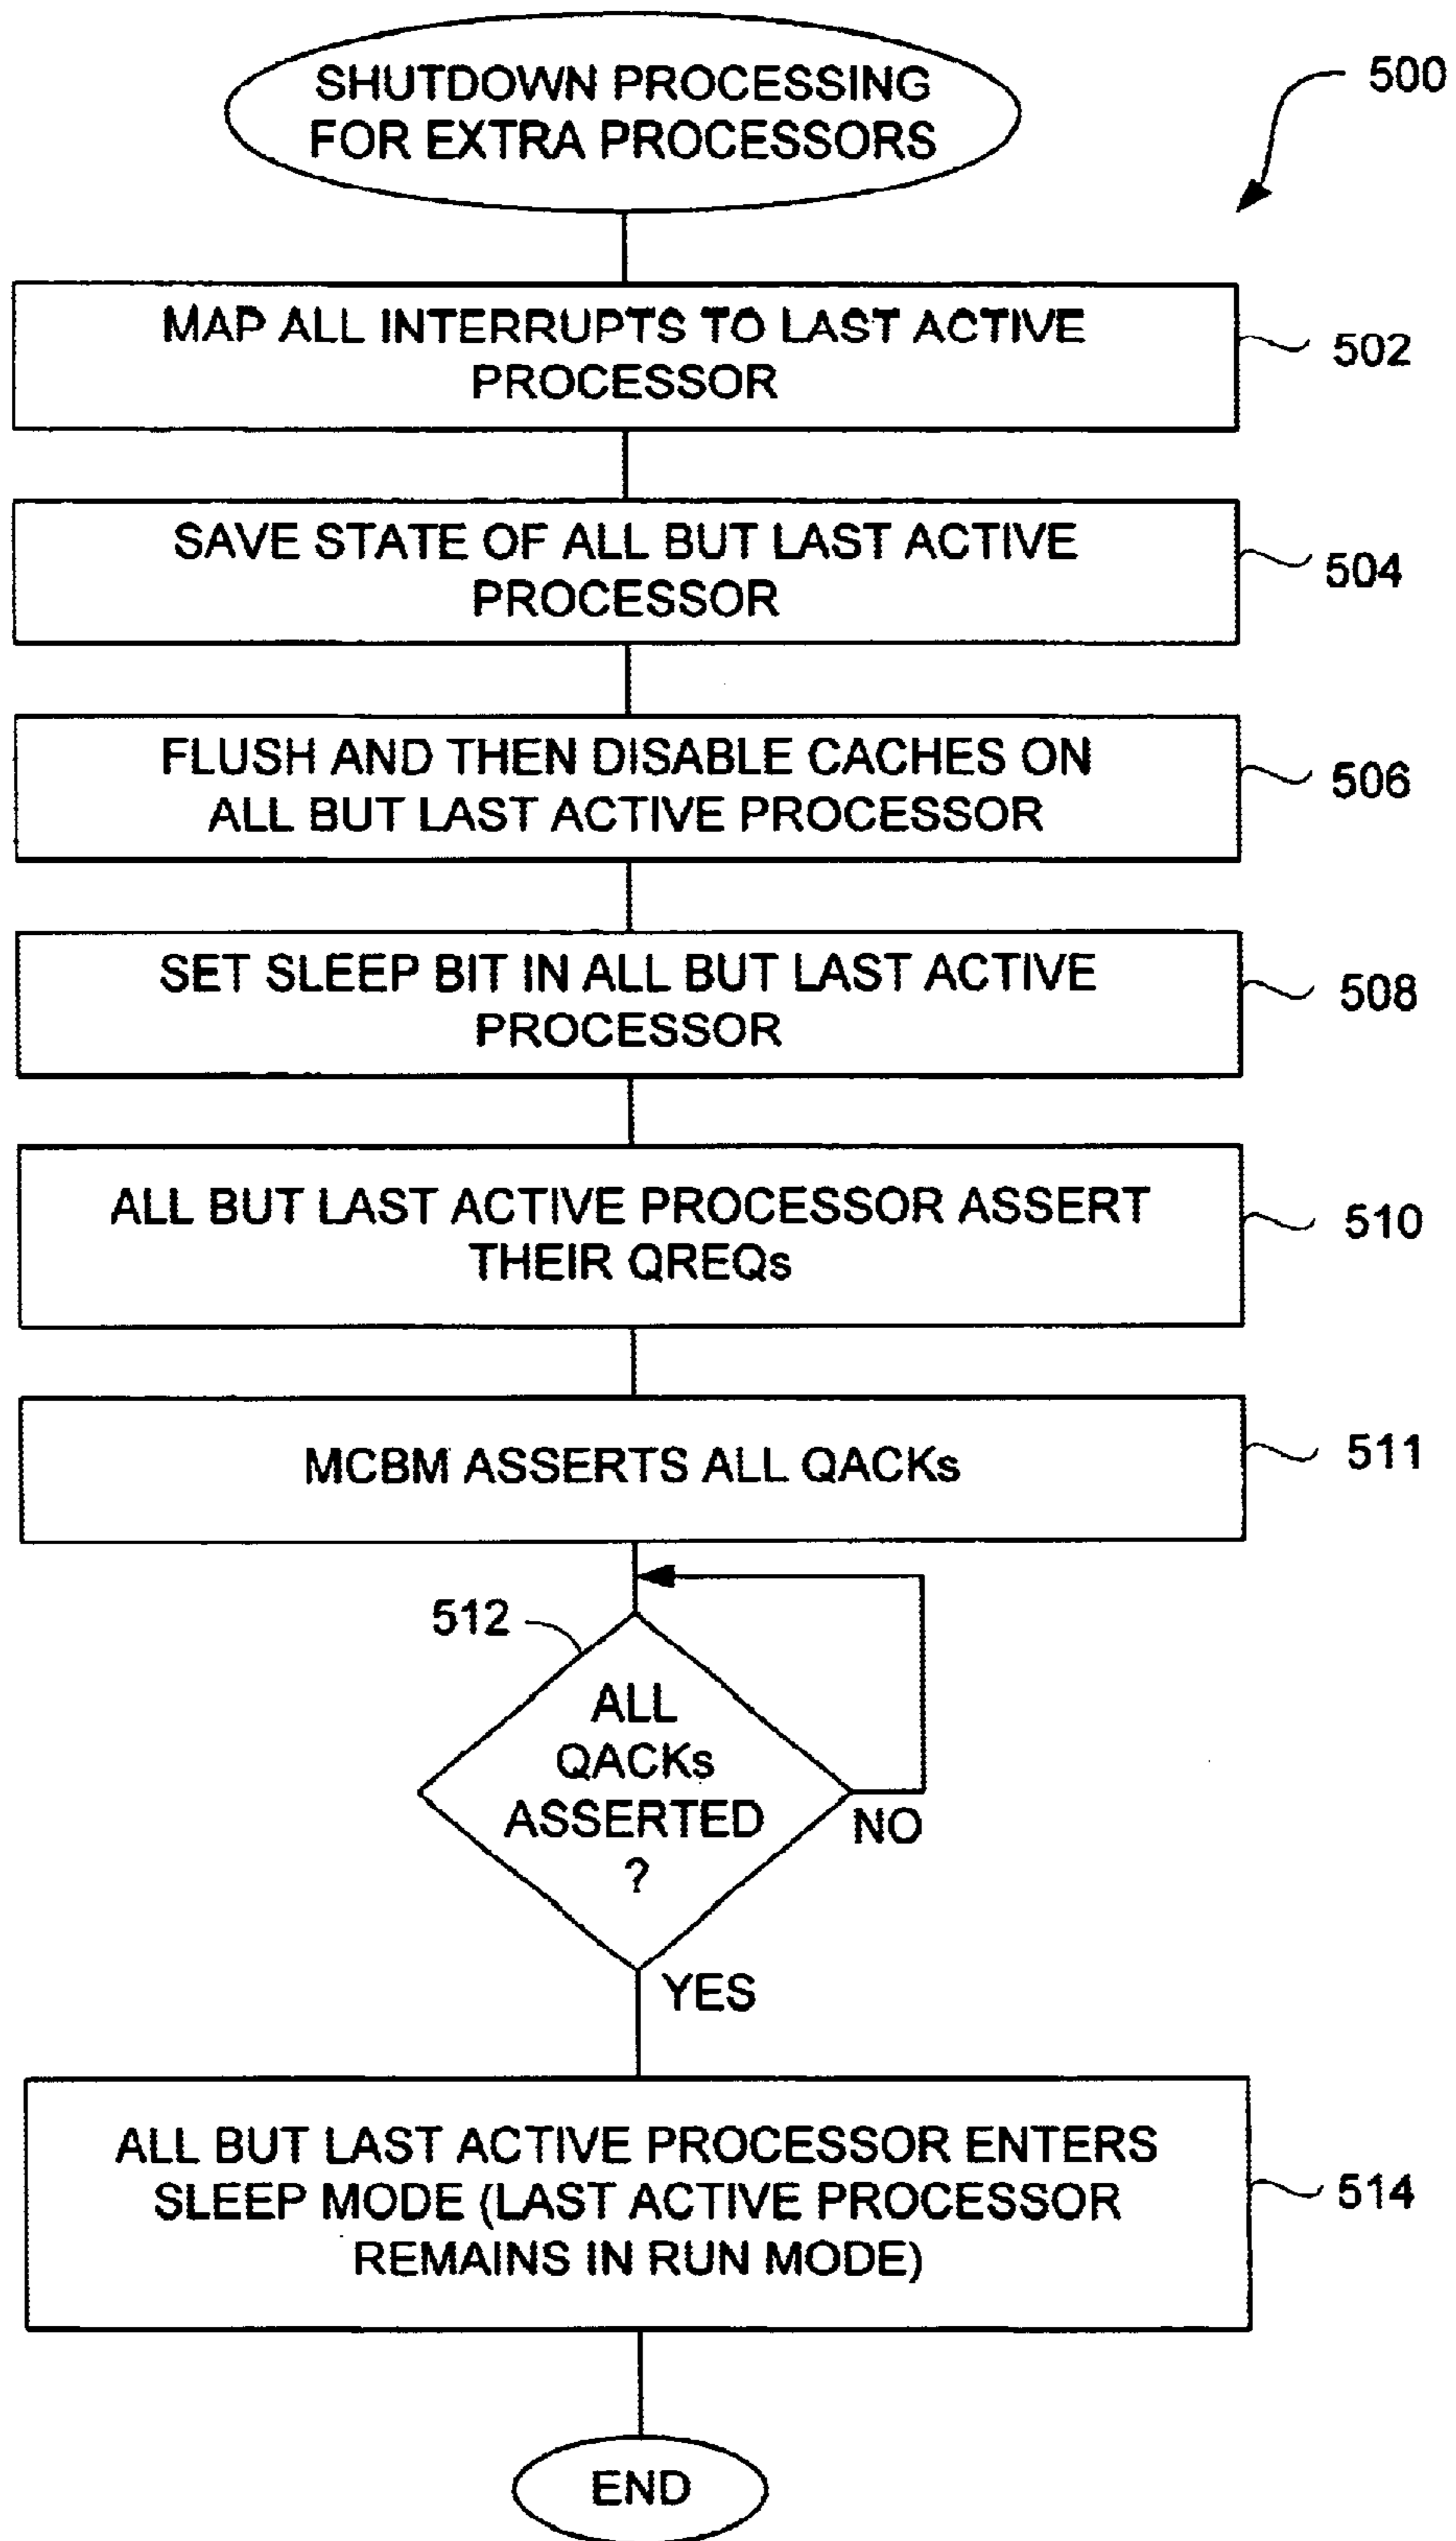 SHUTDOWN PROCESSING
FOR EXTRA PROCESSORS
500
MAP ALL INTERRUPTS TO LAST ACTIVE
PROCESSOR
502
SAVE STATE OF ALL BUT LAST ACTIVE
PROCESSOR
504
FLUSH AND THEN DISABLE CACHES ON
ALL BUT LAST ACTIVE PROCESSOR
506
SET SLEEP BIT IN ALL BUT LAST ACTIVE
PROCESSOR
508
ALL BUT LAST ACTIVE PROCESSOR ASSERT
THEIR QREQs
510
MCBM ASSERTS ALL QACKs
511
512
ALL
QACKs
ASSERTED
?
NO
YES
ALL BUT LAST ACTIVE PROCESSOR ENTERS
SLEEP MODE (LAST ACTIVE PROCESSOR
REMAINS IN RUN MODE)
514
END